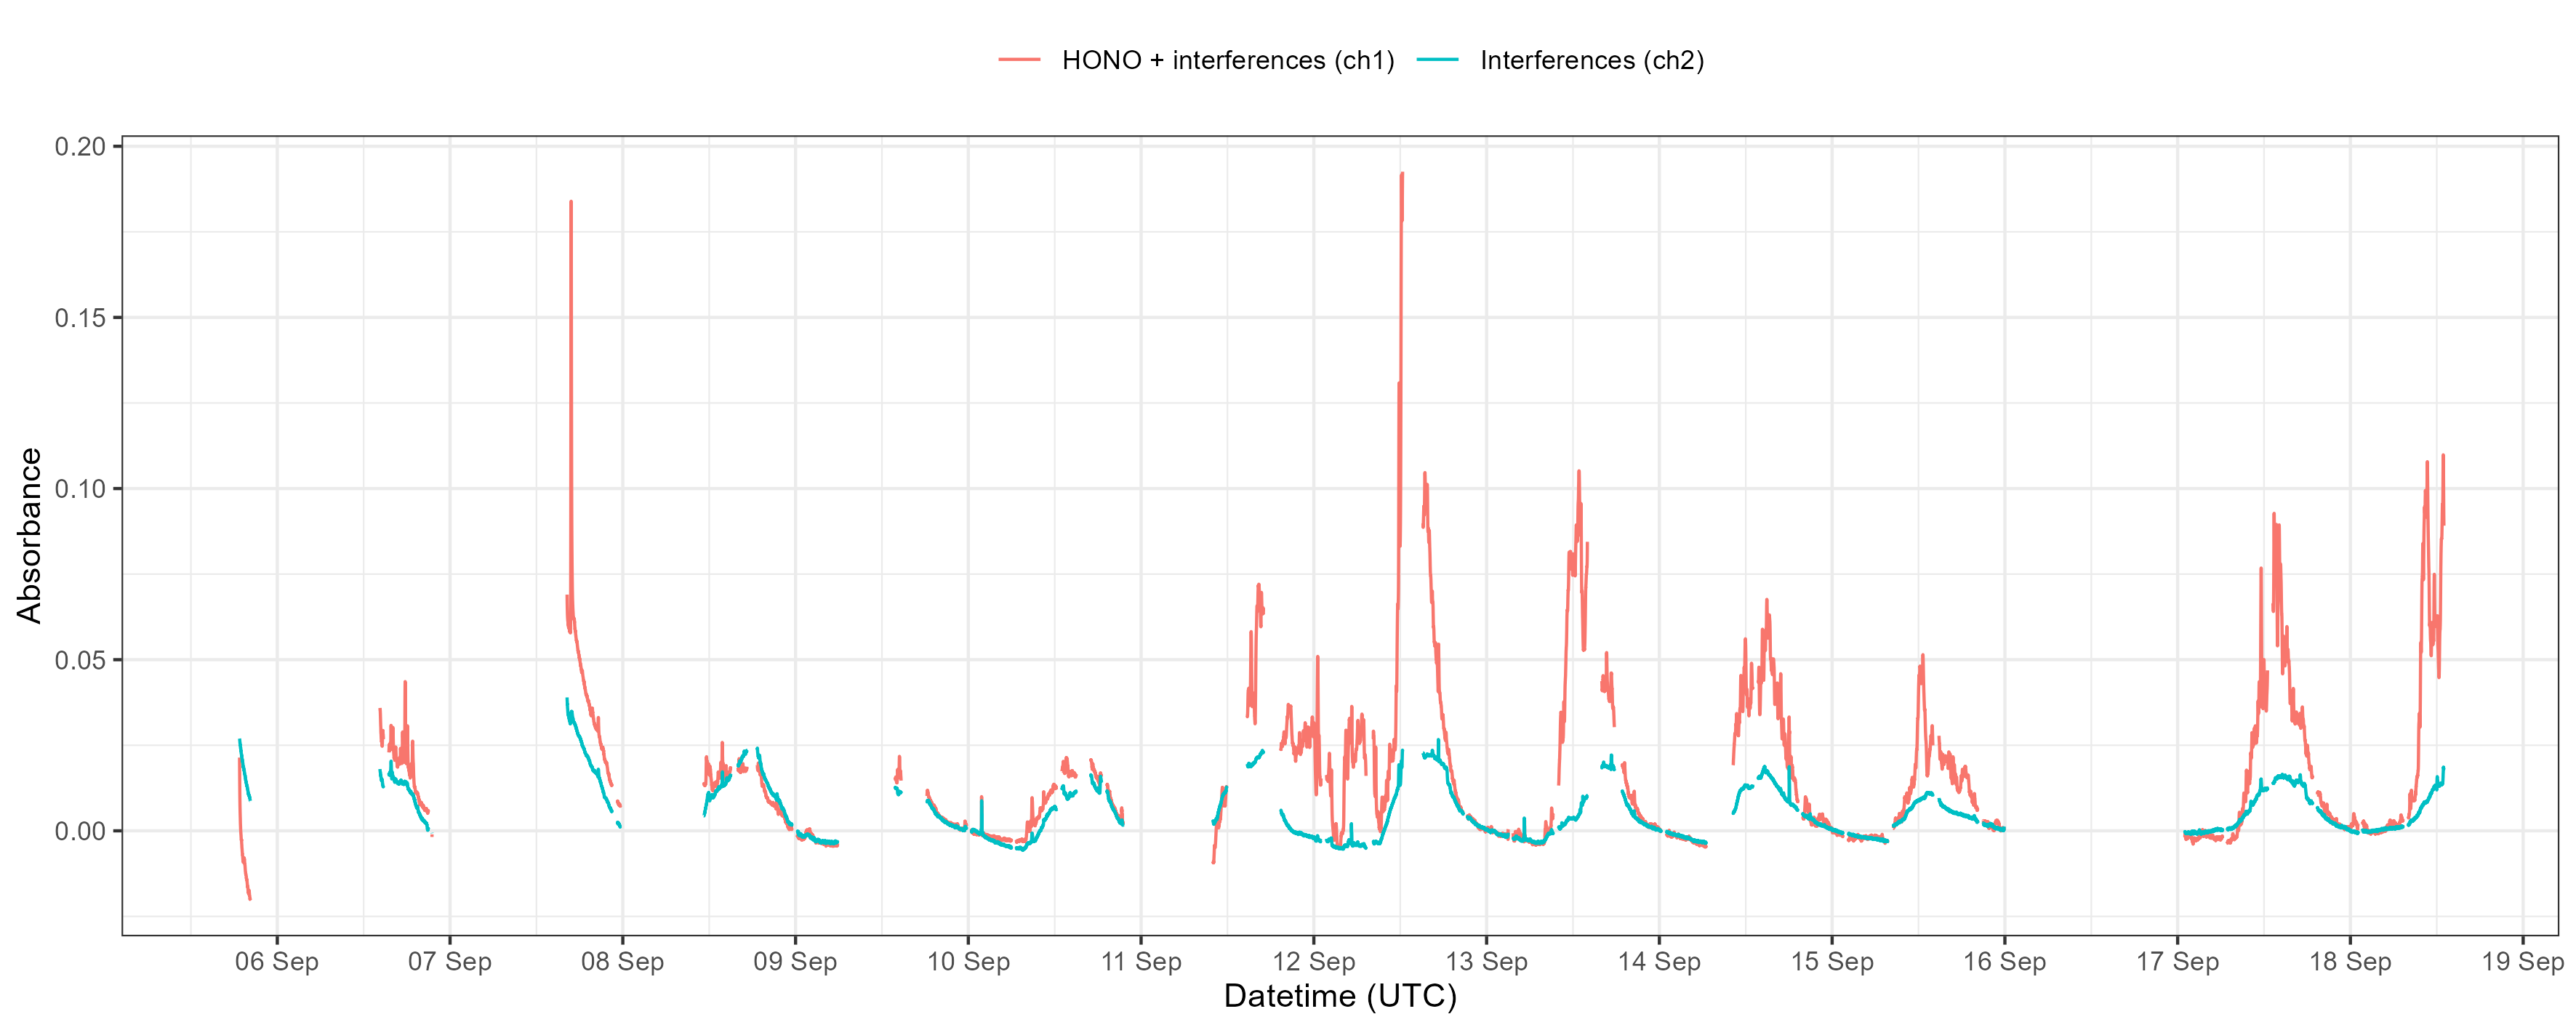 HONO + interferences (ch1) Interferences (ch2)
0.20
0.15
0.10
0.05
0.00
Absorbance
06 Sep 07 Sep 08 Sep 09 Sep 10 Sep 11 Sep 12 Sep 13 Sep 14 Sep 15 Sep 16 Sep 17 Sep 18 Sep 19 Sep
Datetime (UTC)